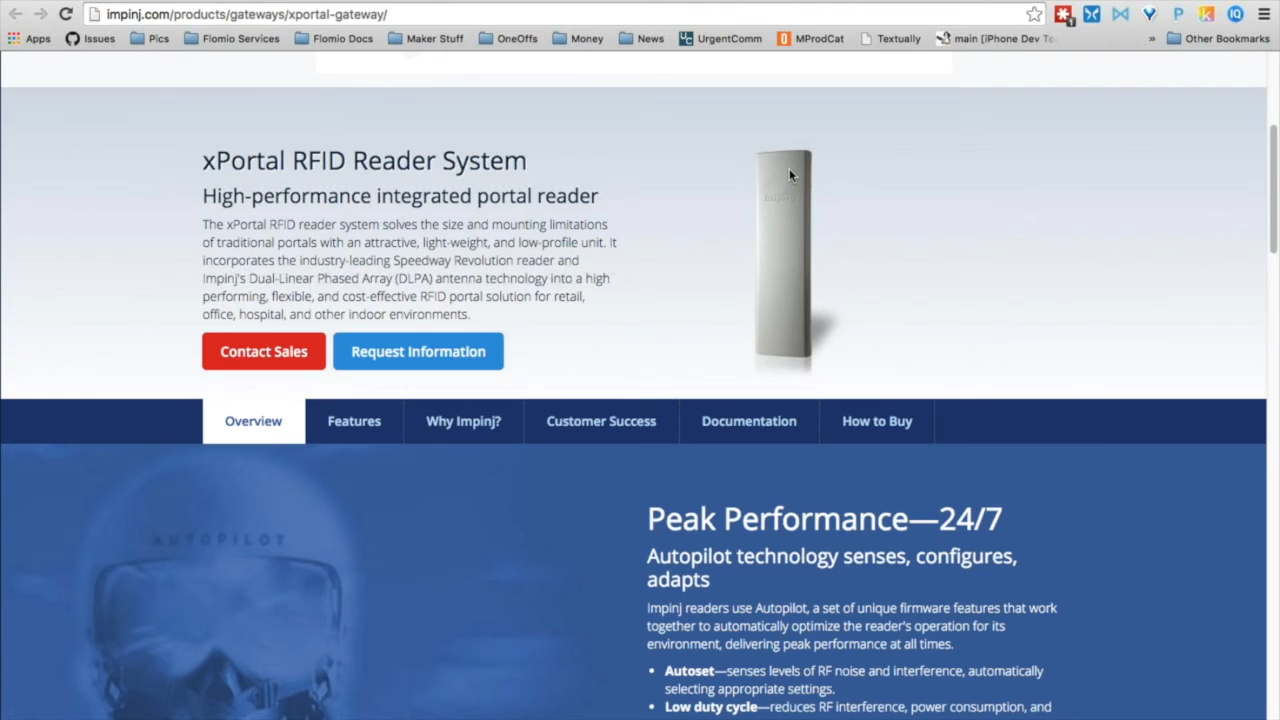 impinj.com/products/gateways/xportal-gateway/
Apps Issues Pics Flomio Services Flomio Docs Maker Stuff OneOffs Money News UrgentComm MProdCat Textually main [iPhone Dev Te » Other Bookmarks
xPortal RFID Reader System
High-performance integrated portal reader
The xPortal RFID reader system solves the size and mounting limitations
of traditional portals with an attractive, light-weight, and low-profile unit. It
incorporates the industry-leading Speedway Revolution reader and
Impinj's Dual-Linear Phased Array (DLPA) antenna technology into a high
performing, flexible, and cost-effective RFID portal solution for retail,
office, hospital, and other indoor environments.
Contact Sales Request Information
Overview Features Why Impinj? Customer Success Documentation How to Buy
AUTOPILOT
Peak Performance—24/7
Autopilot technology senses, configures,
adapts
Impinj readers use Autopilot, a set of unique firmware features that work
together to automatically optimize the reader's operation for its
environment, delivering peak performance at all times.
• Autoset—senses levels of RF noise and interference, automatically
selecting appropriate settings.
• Low duty cycle—reduces RF interference, power consumption, and